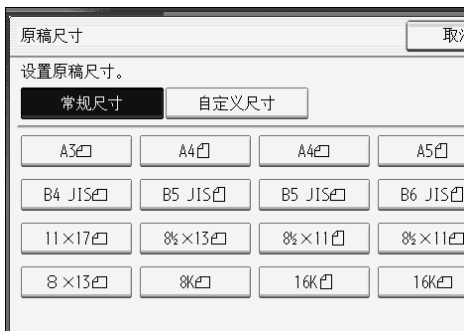 原稿尺寸 取消
设置原稿尺寸。
常规尺寸 自定义尺寸
A3 A4 A4 A5
B4 JIS B5 JIS B5 JIS B6 JIS
11×17 8½×13 8½×11 8½×11
8×13 8K 16K 16K